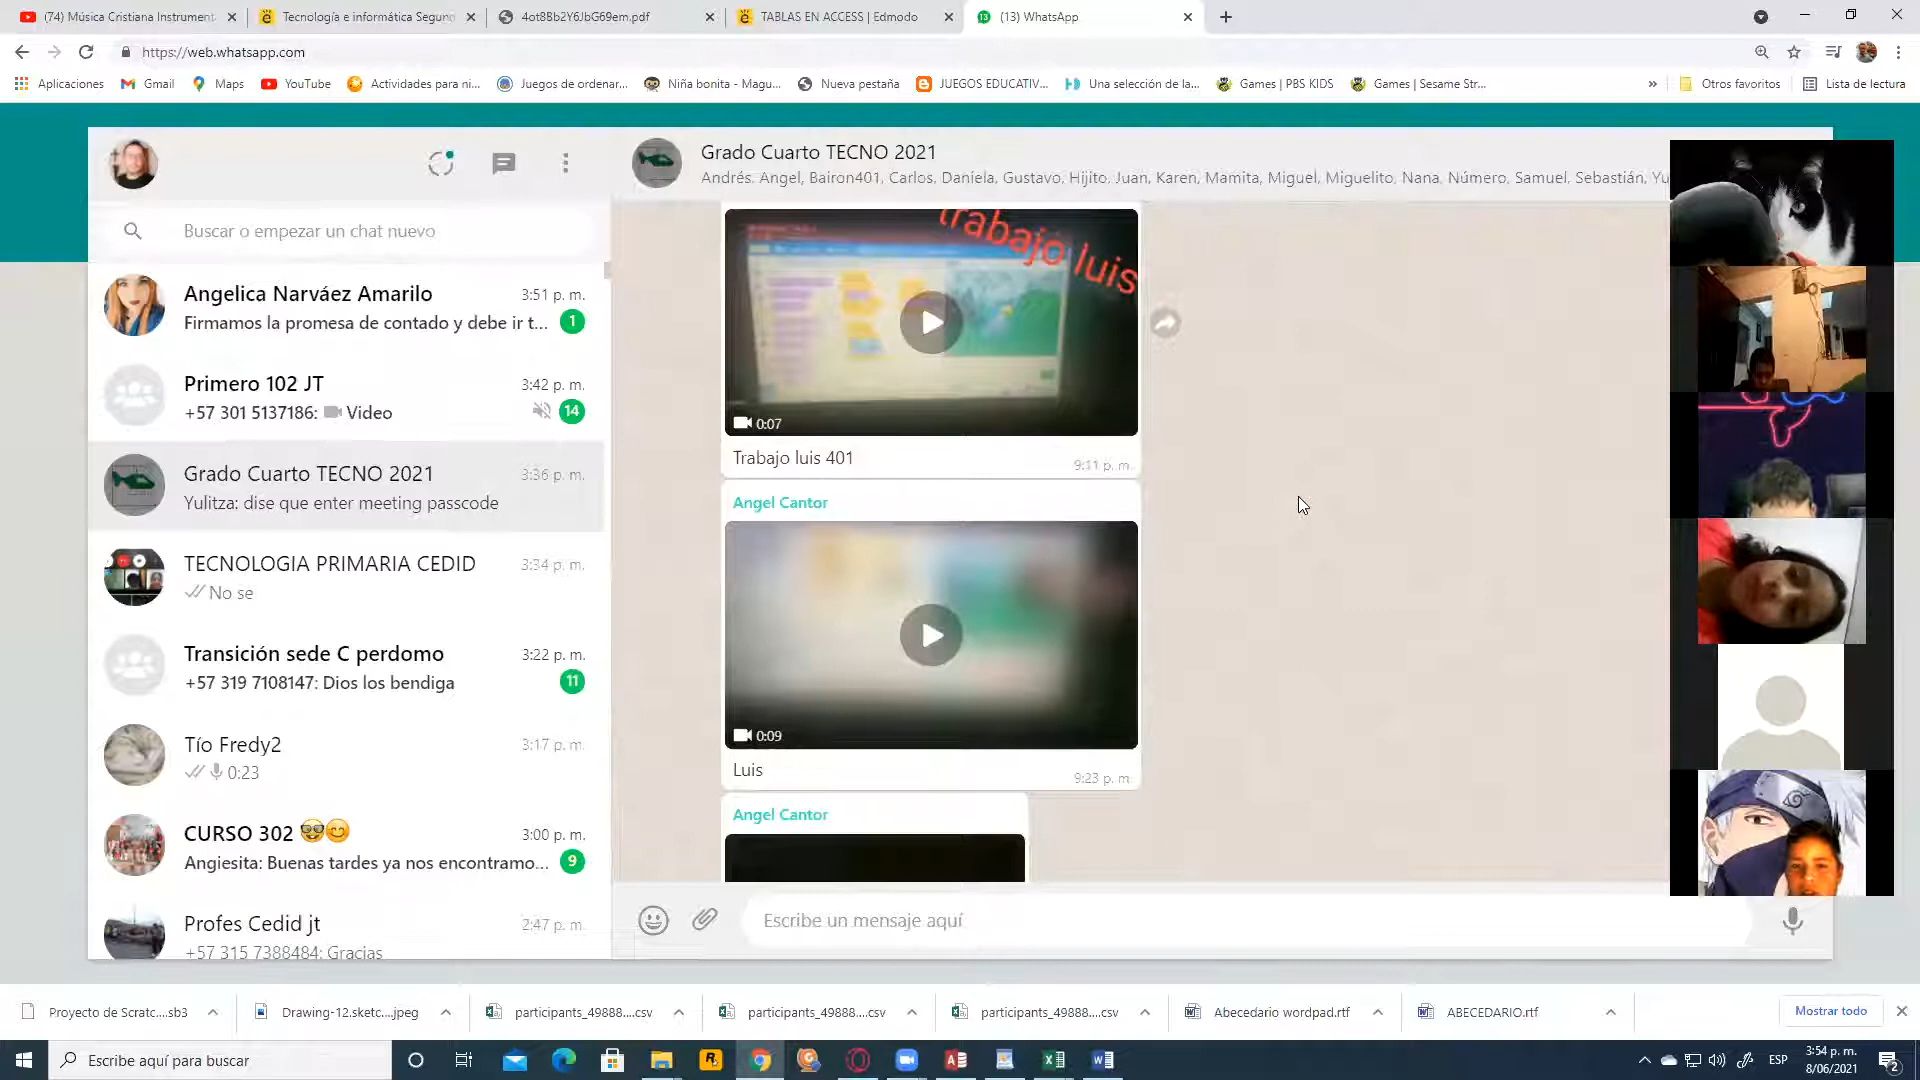 (74) Música Cristiana Instrument
Tecnología e informática Segund
4ot8Bb2Y6JbG69em.pdf
TABLAS EN ACCESS | Edmodo
(13) WhatsApp
https://web.whatsapp.com
Aplicaciones
Gmail
Maps
YouTube
Actividades para ni...
Juegos de ordenar...
Niña bonita - Magu...
Nueva pestaña
JUEGOS EDUCATIV...
Una selección de la...
Games | PBS KIDS
Games | Sesame Str...
»
Otros favoritos
Lista de lectura
Buscar o empezar un chat nuevo
Angelica Narváez Amarilo
3:51 p. m.
Firmamos la promesa de contado y debe ir t...
1
Primero 102 JT
3:42 p. m.
+57 301 5137186: Video
14
Grado Cuarto TECNO 2021
3:36 p. m.
Yulitza: dise que enter meeting passcode
TECNOLOGIA PRIMARIA CEDID
3:34 p. m.
No se
Transición sede C perdomo
3:22 p. m.
+57 319 7108147: Dios los bendiga
11
Tío Fredy2
3:17 p. m.
0:23
CURSO 302 🤓😊
3:00 p. m.
Angiesita: Buenas tardes ya nos encontramo...
9
Profes Cedid jt
2:47 p. m.
+57 315 7388484: Gracias
Grado Cuarto TECNO 2021
Andrés, Angel, Bairon401, Carlos, Daniela, Gustavo, Hijito, Juan, Karen, Mamita, Miguel, Miguelito, Nana, Número, Samuel, Sebastián, Yu
trabajo luis
0:07
Trabajo luis 401
9:11 p. m.
Angel Cantor
0:09
Luis
9:23 p. m.
Angel Cantor
Escribe un mensaje aquí
Proyecto de Scratc....sb3
Drawing-12.sketc....jpeg
participants_49888....csv
participants_49888....csv
participants_49888....csv
Abecedario wordpad.rtf
ABECEDARIO.rtf
Mostrar todo
Escribe aquí para buscar
ESP
3:54 p. m.
8/06/2021
2